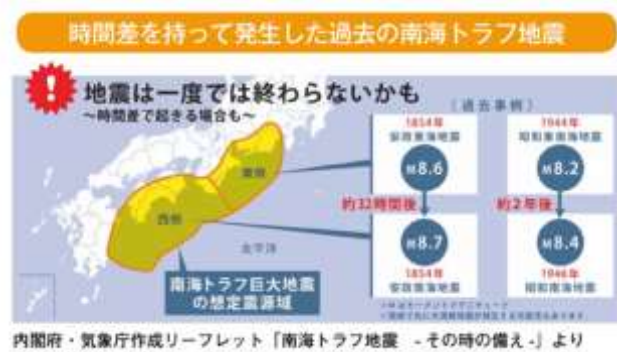 時間差を持って発生した過去の南海トラフ地震
地震は一度では終わらないかも
～時間差で起きる場合も～
〔過去事例〕
1854年
安政東海地震
M8.6
約32時間後
M8.7
1854年
安政南海地震
1944年
昭和東南海地震
M8.2
約2年後
M8.4
1946年
昭和南海地震
東側
西側
太平洋
南海トラフ巨大地震
の想定震源域
内閣府・気象庁作成リーフレット「南海トラフ地震 -その時の備え-」より